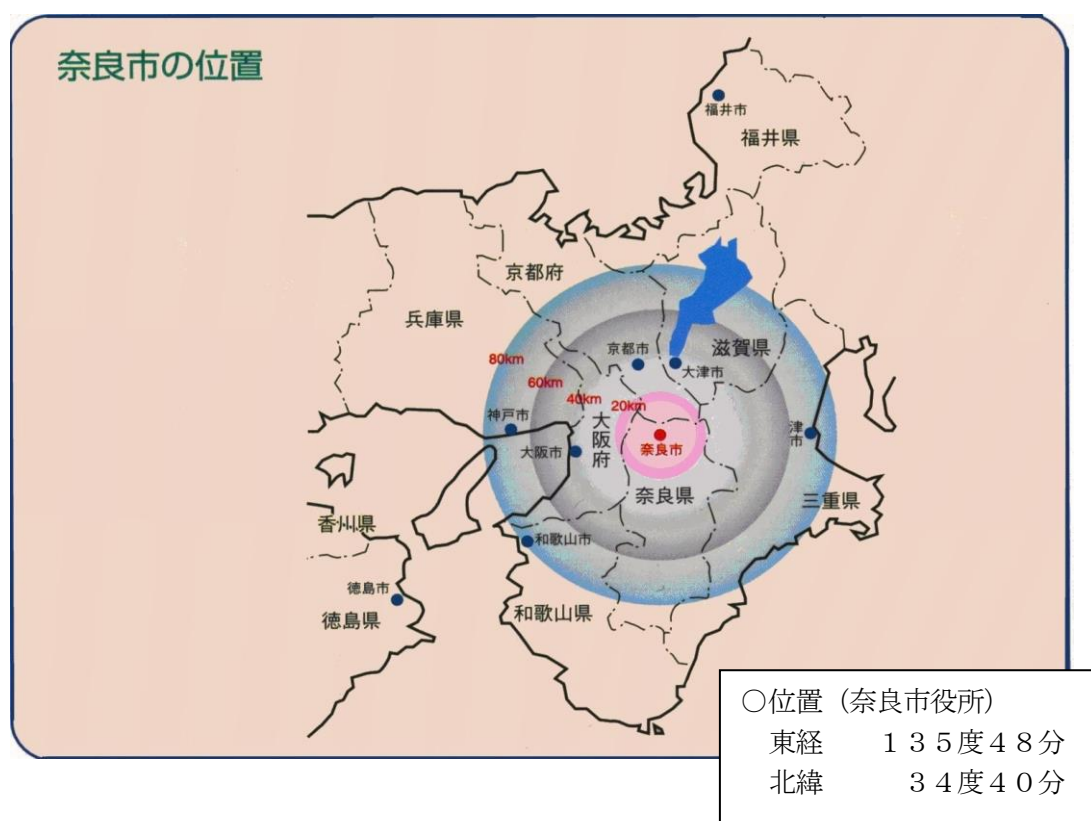 奈良市の位置
福井市
福井県
京都府
兵庫県
京都市
滋賀県
大津市
80km
60km
40km
20km
神戸市
大阪府
大阪市
奈良市
津市
奈良県
三重県
香州県
和歌山市
徳島市
徳島県
和歌山県
○位置（奈良市役所）
東経　１３５度４８分
北緯　３４度４０分